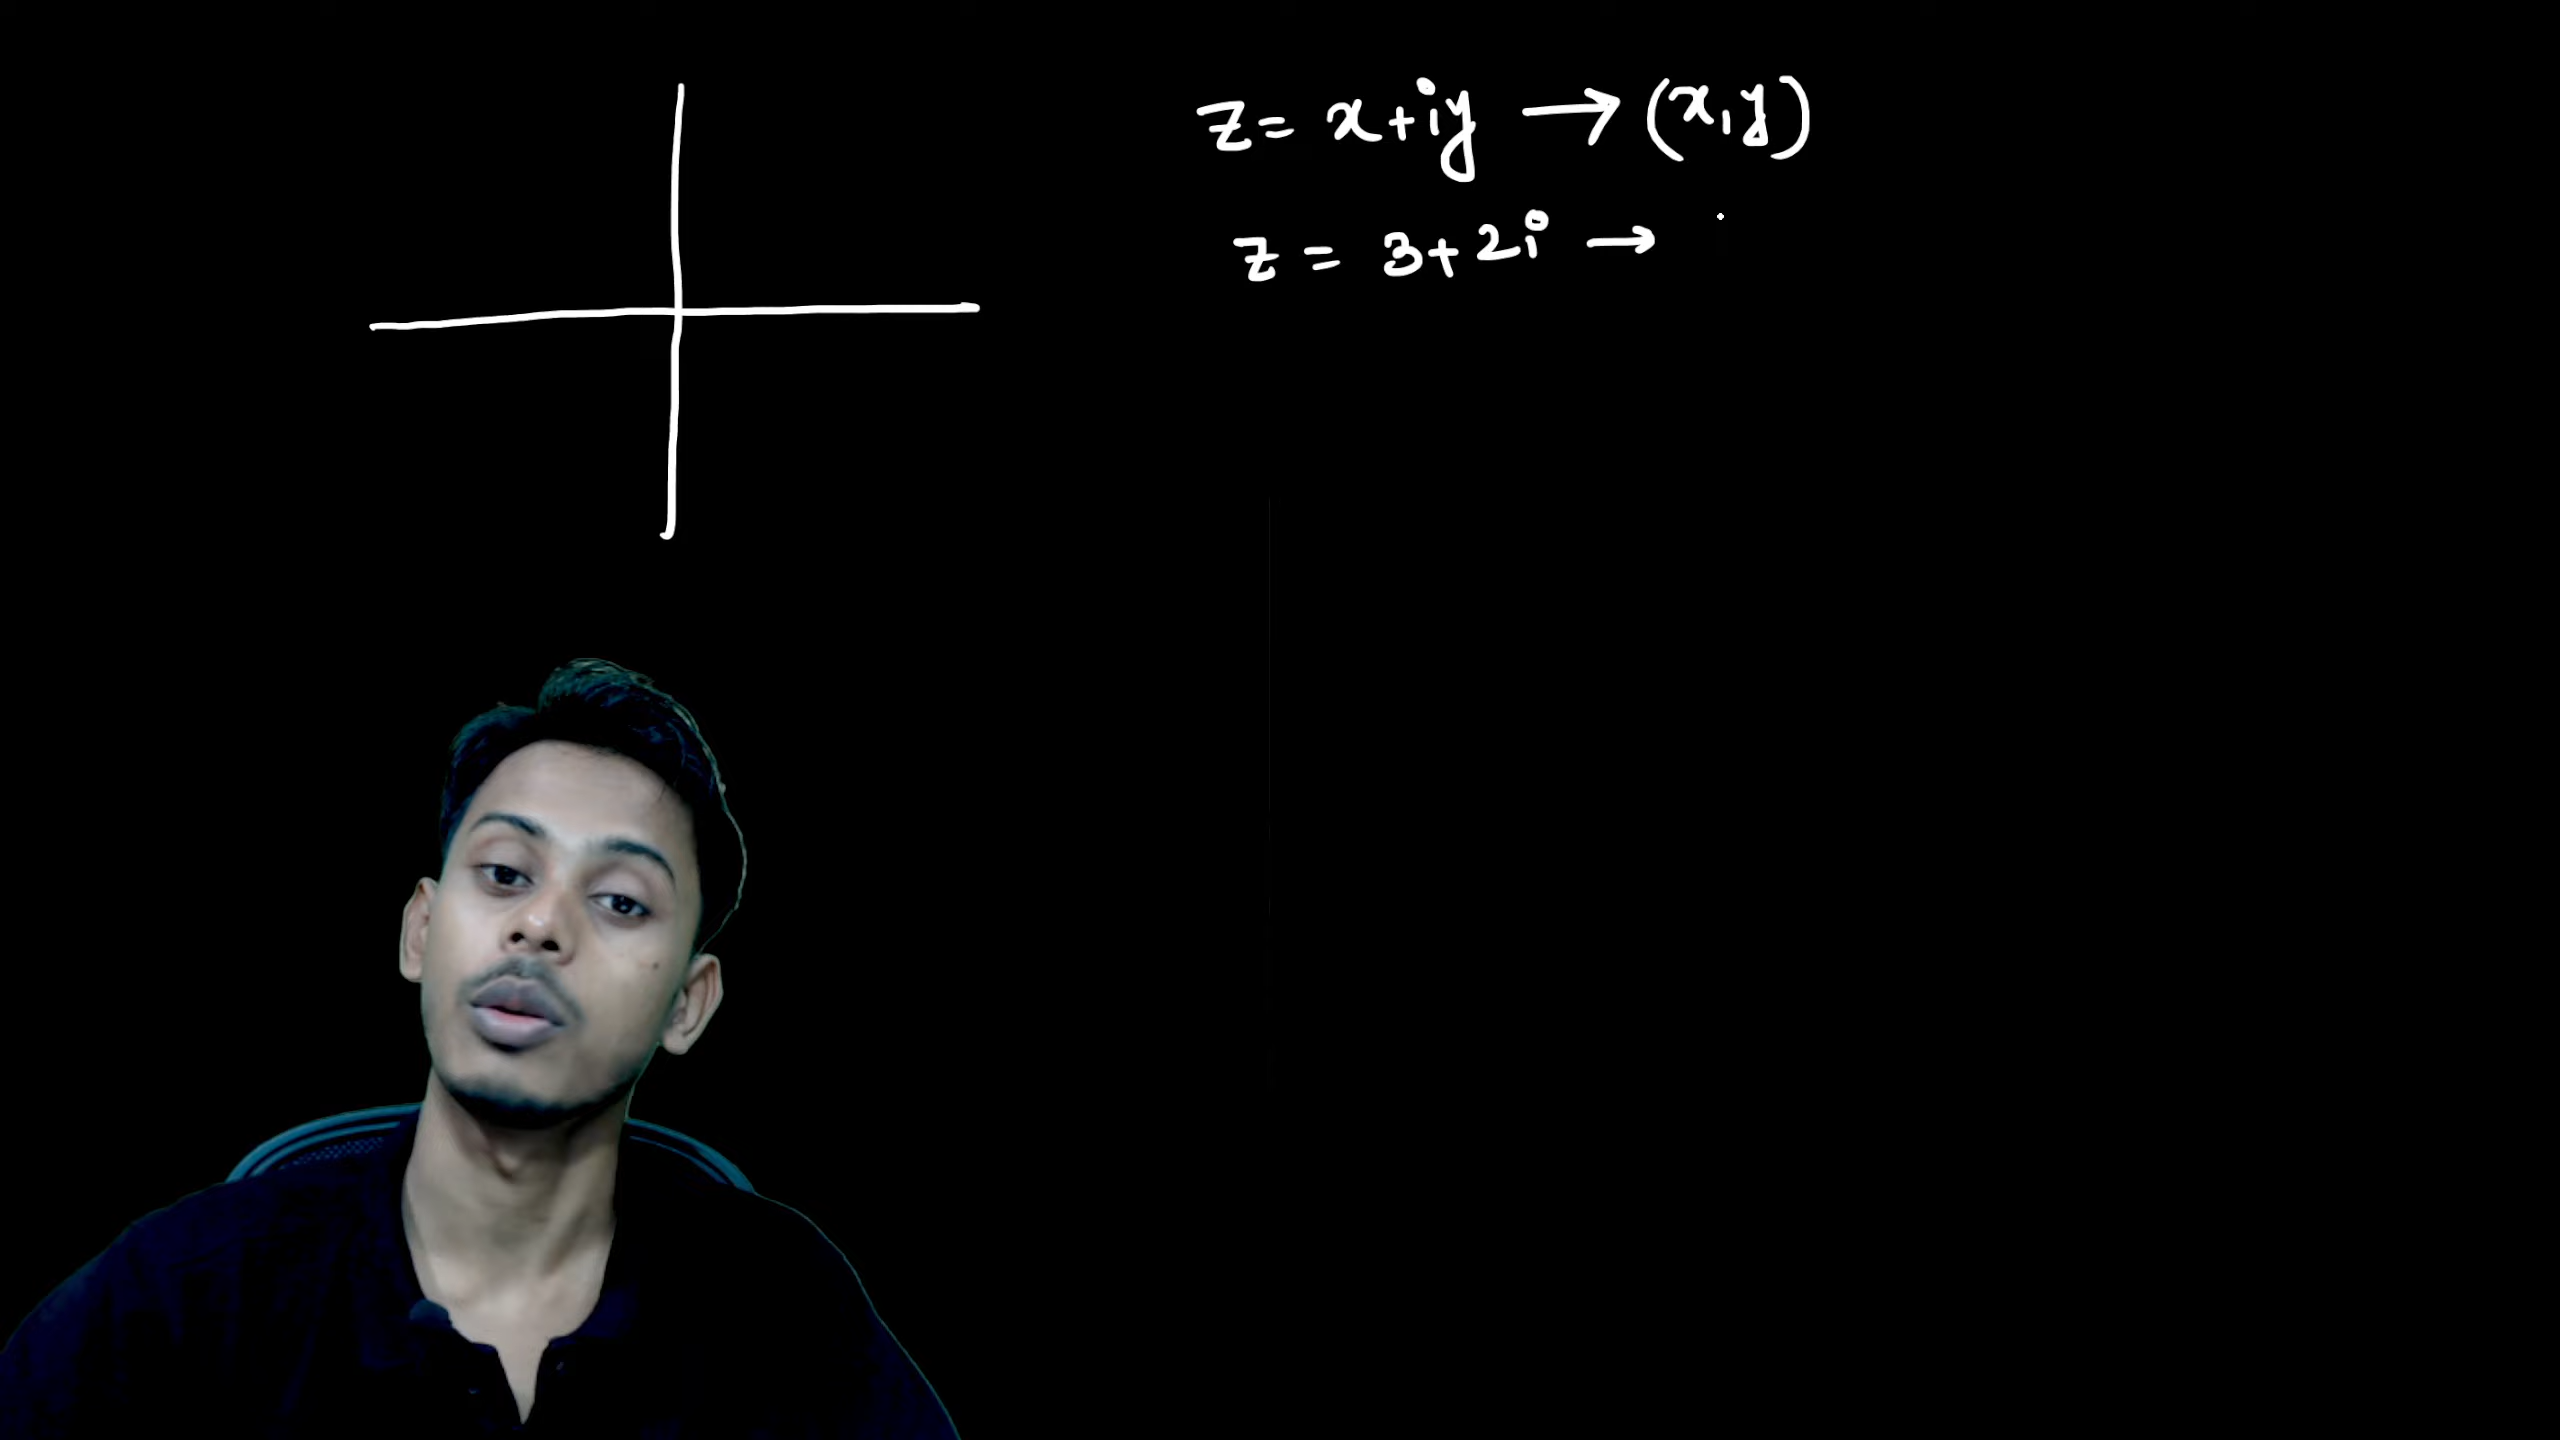 z = x+iy → (x,y)
z = 3+2i →